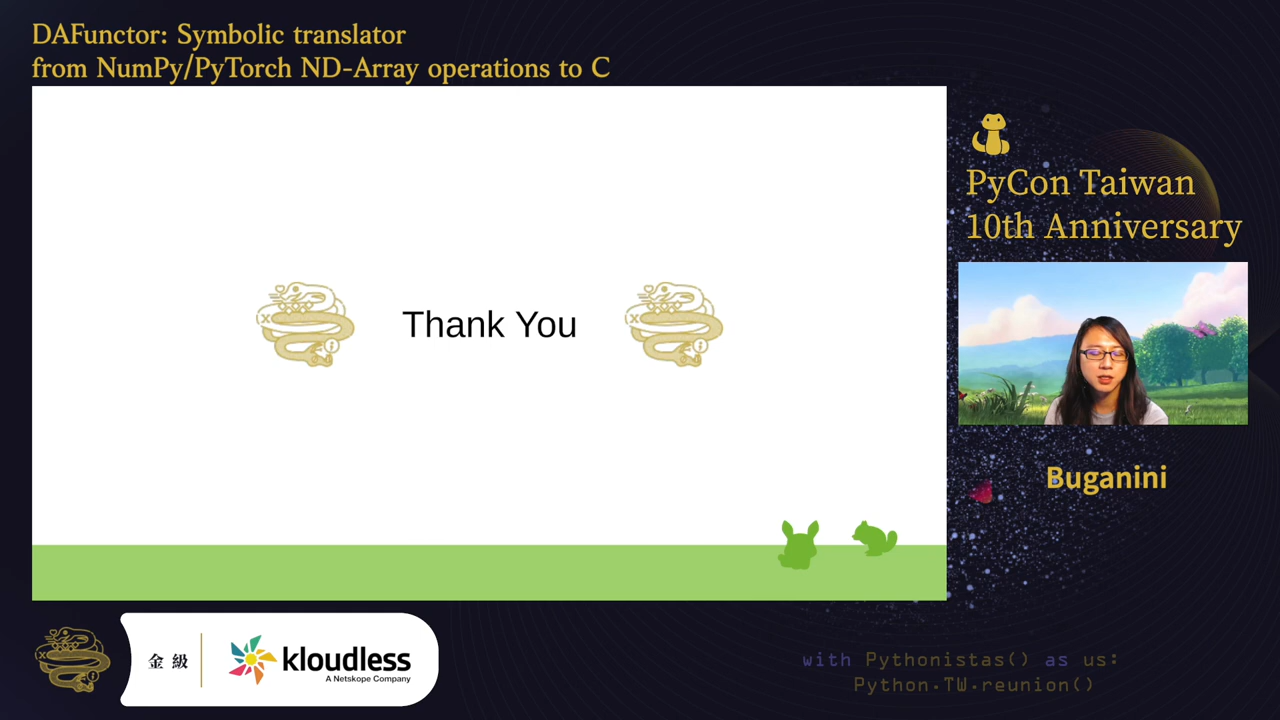 DAFunctor: Symbolic translator
from NumPy/PyTorch ND-Array operations to C
PyCon Taiwan
10th Anniversary
Thank You
Buganini
金級
kloudless
A Netskope Company
with Pythonistas() as us:
Python.TW.reunion()